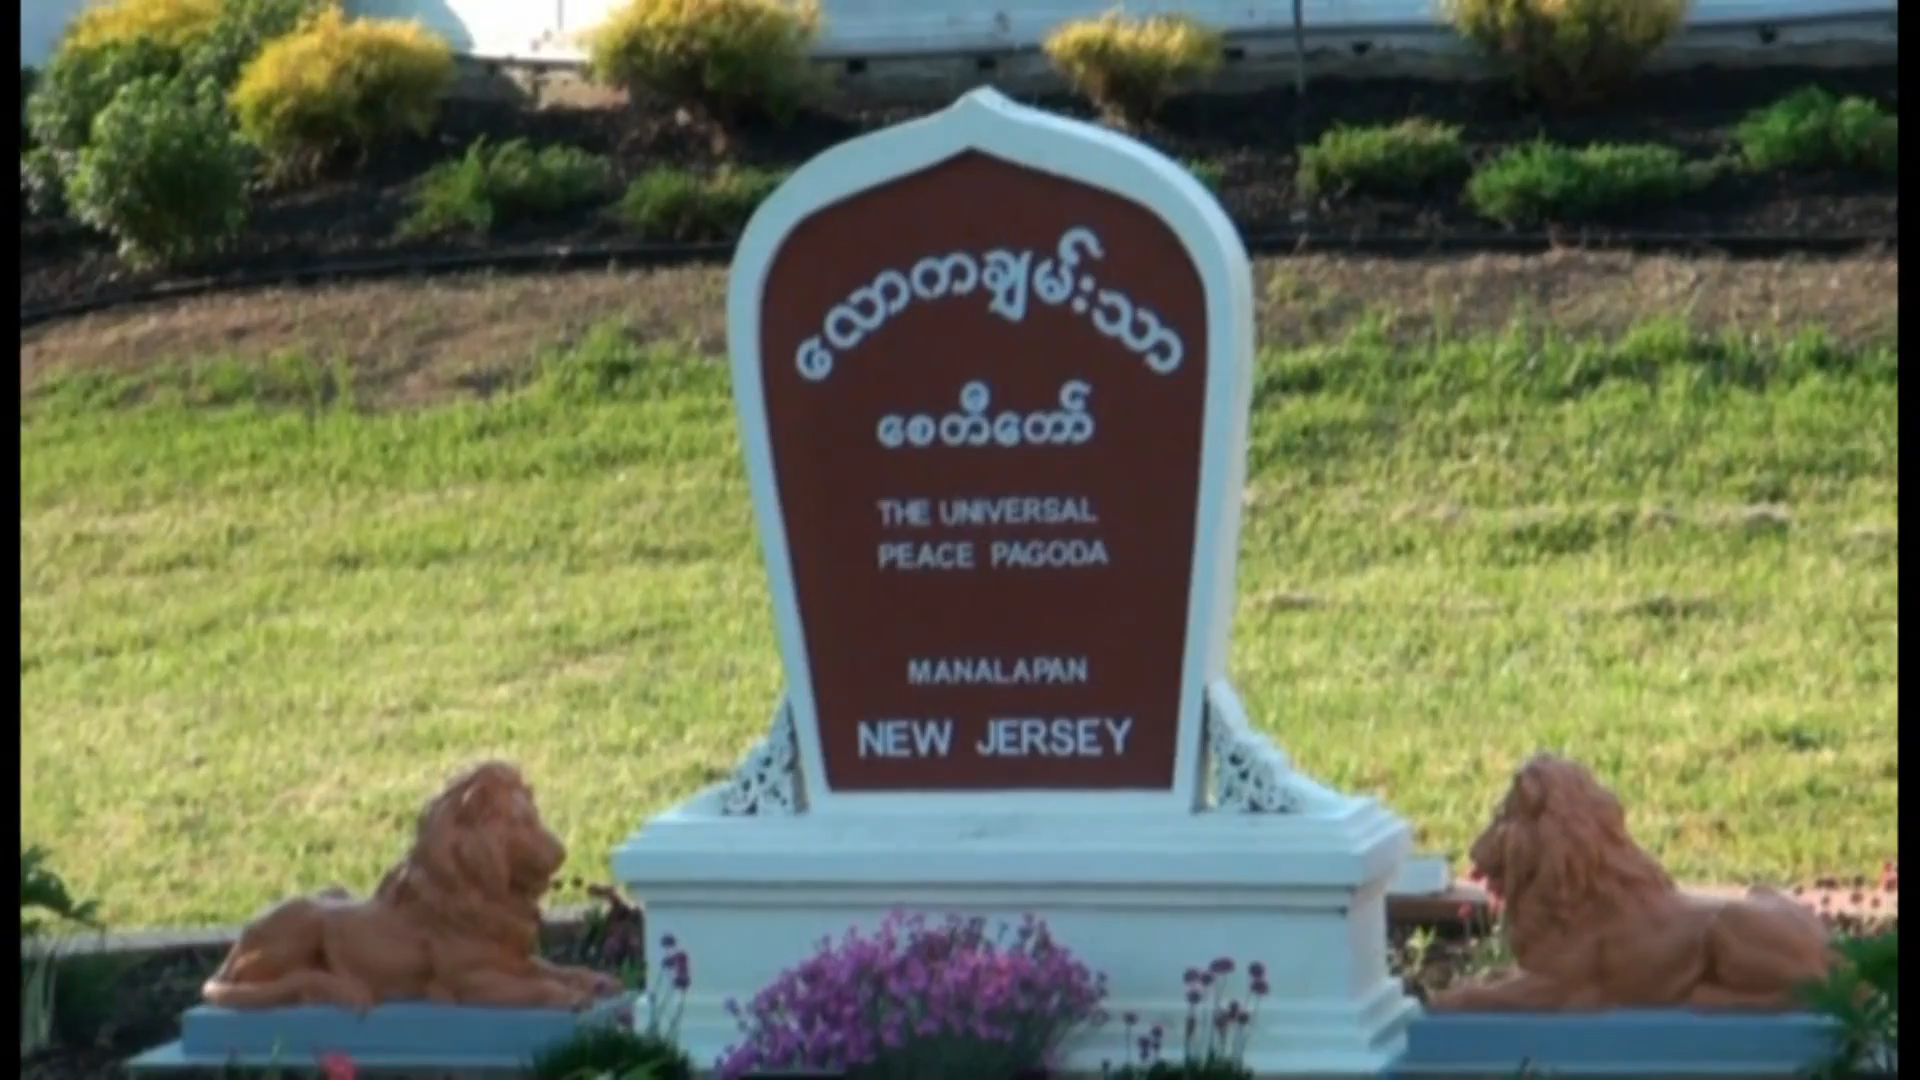 လောကချမ်းသာ
စေတီတော်
THE UNIVERSAL
PEACE PAGODA
MANALAPAN
NEW JERSEY